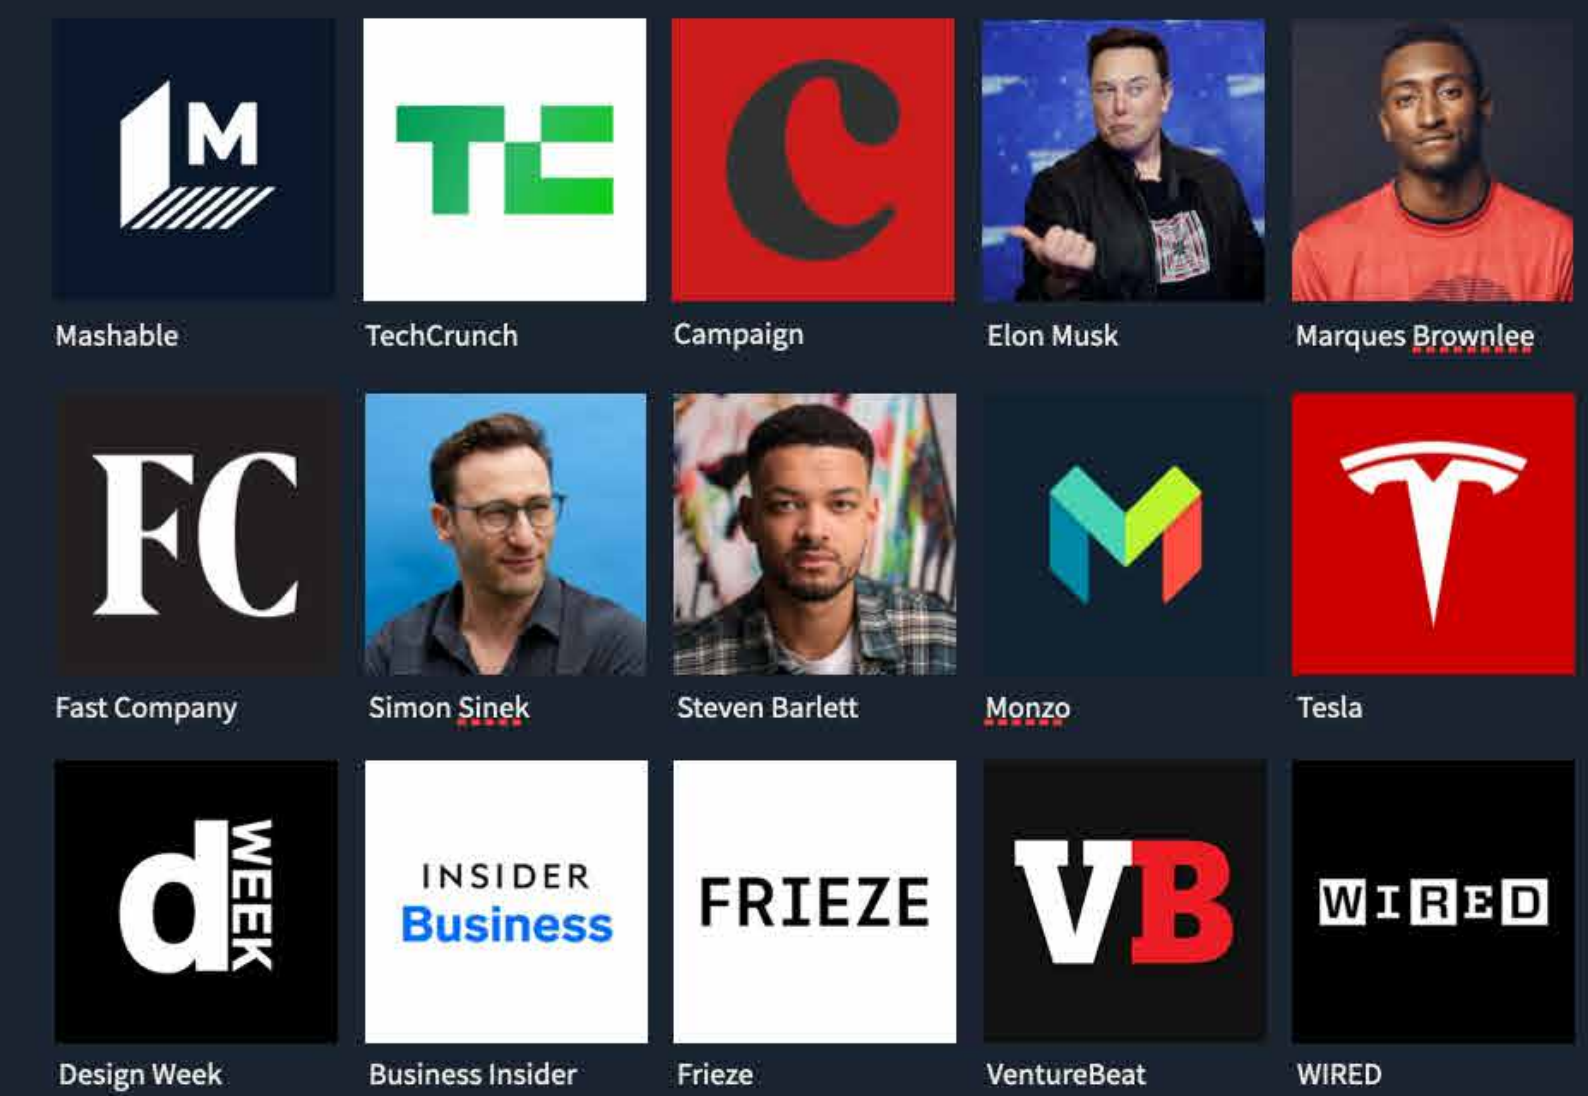 M
TC
C
Mashable
TechCrunch
Campaign
Elon Musk
Marques Brownlee
FC
Fast Company
Simon Sinek
Steven Barlett
Monzo
Tesla
d WEEK
INSIDER
Business
FRIEZE
VB
WIRED
Design Week
Business Insider
Frieze
VentureBeat
WIRED